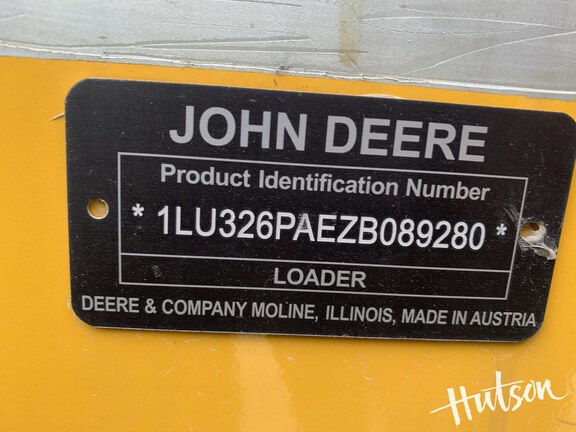 JOHN DEERE
Product Identification Number
* 1LU326PAEZB089280 *
LOADER
DEERE & COMPANY MOLINE, ILLINOIS, MADE IN AUSTRIA
Hutson